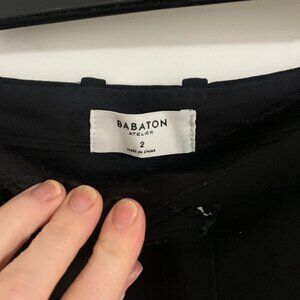 BABATON
ATELIER
2
MADE IN CHINA